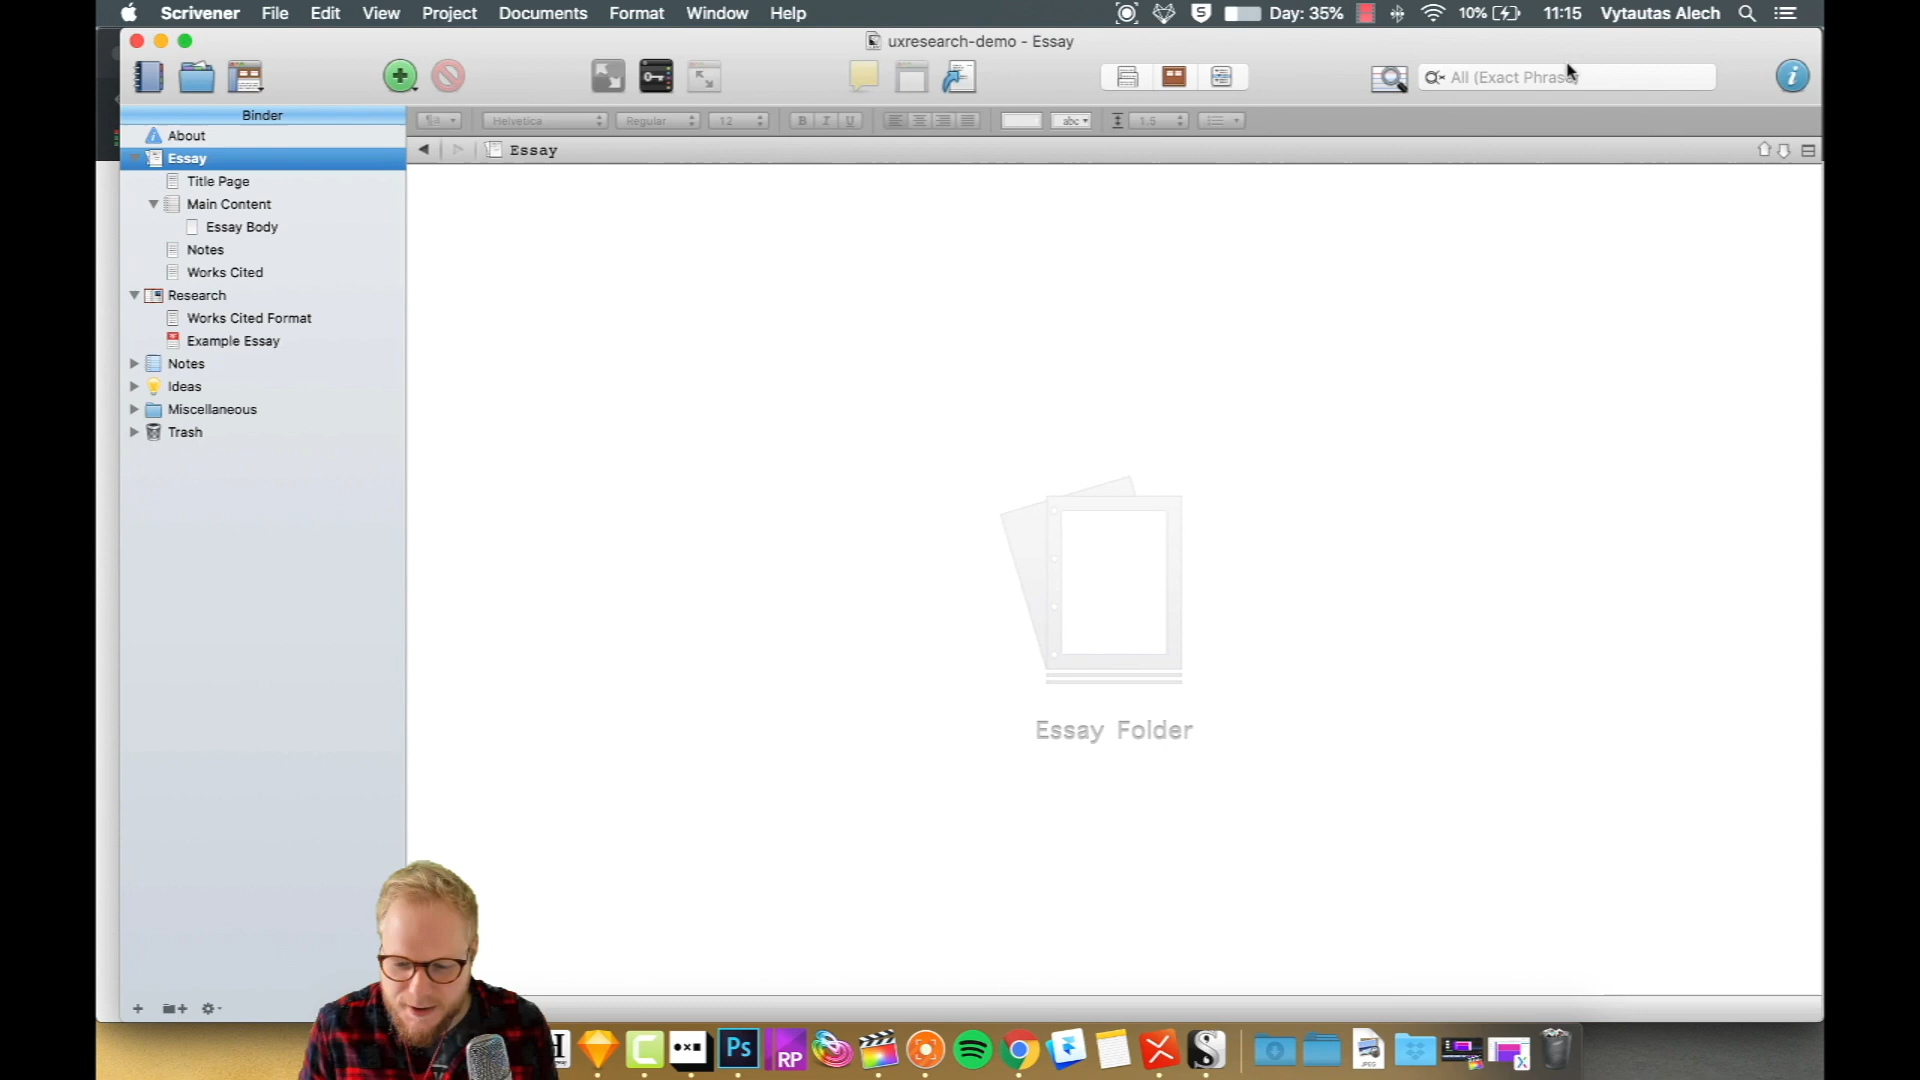 Scrivener File Edit View Project Documents Format Window Help
S Day: 35% 10% 11:15 Vytautas Alech
uxresearch-demo - Essay
All (Exact Phrase)
Binder
Helvetica Regular 12 B I U abc 1.5
About
Essay
Essay
Title Page
Main Content
Essay Body
Notes
Works Cited
Research
Works Cited Format
Example Essay
Notes
Ideas
Miscellaneous
Trash
Essay Folder
Ps RP
JPEG
X